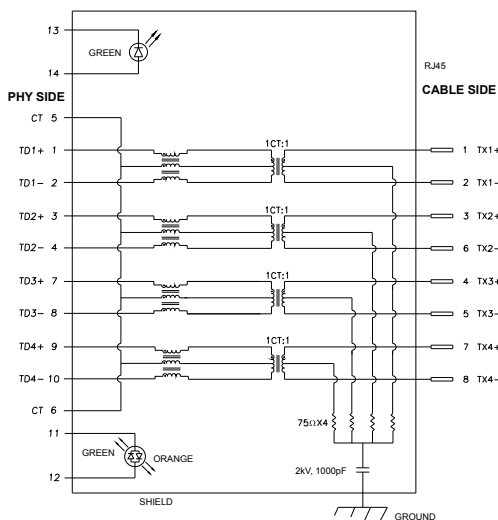 13
GREEN
14
RJ45
PHY SIDE
CABLE SIDE
CT 5
TD1+ 1
1CT:1
1 TX1+
TD1- 2
2 TX1-
TD2+ 3
1CT:1
3 TX2+
TD2- 4
6 TX2-
TD3+ 7
1CT:1
4 TX3+
TD3- 8
5 TX3-
TD4+ 9
1CT:1
7 TX4+
TD4- 10
8 TX4-
CT 6
75ΩX4
11
GREEN
ORANGE
12
2kV, 1000pF
SHIELD
GROUND